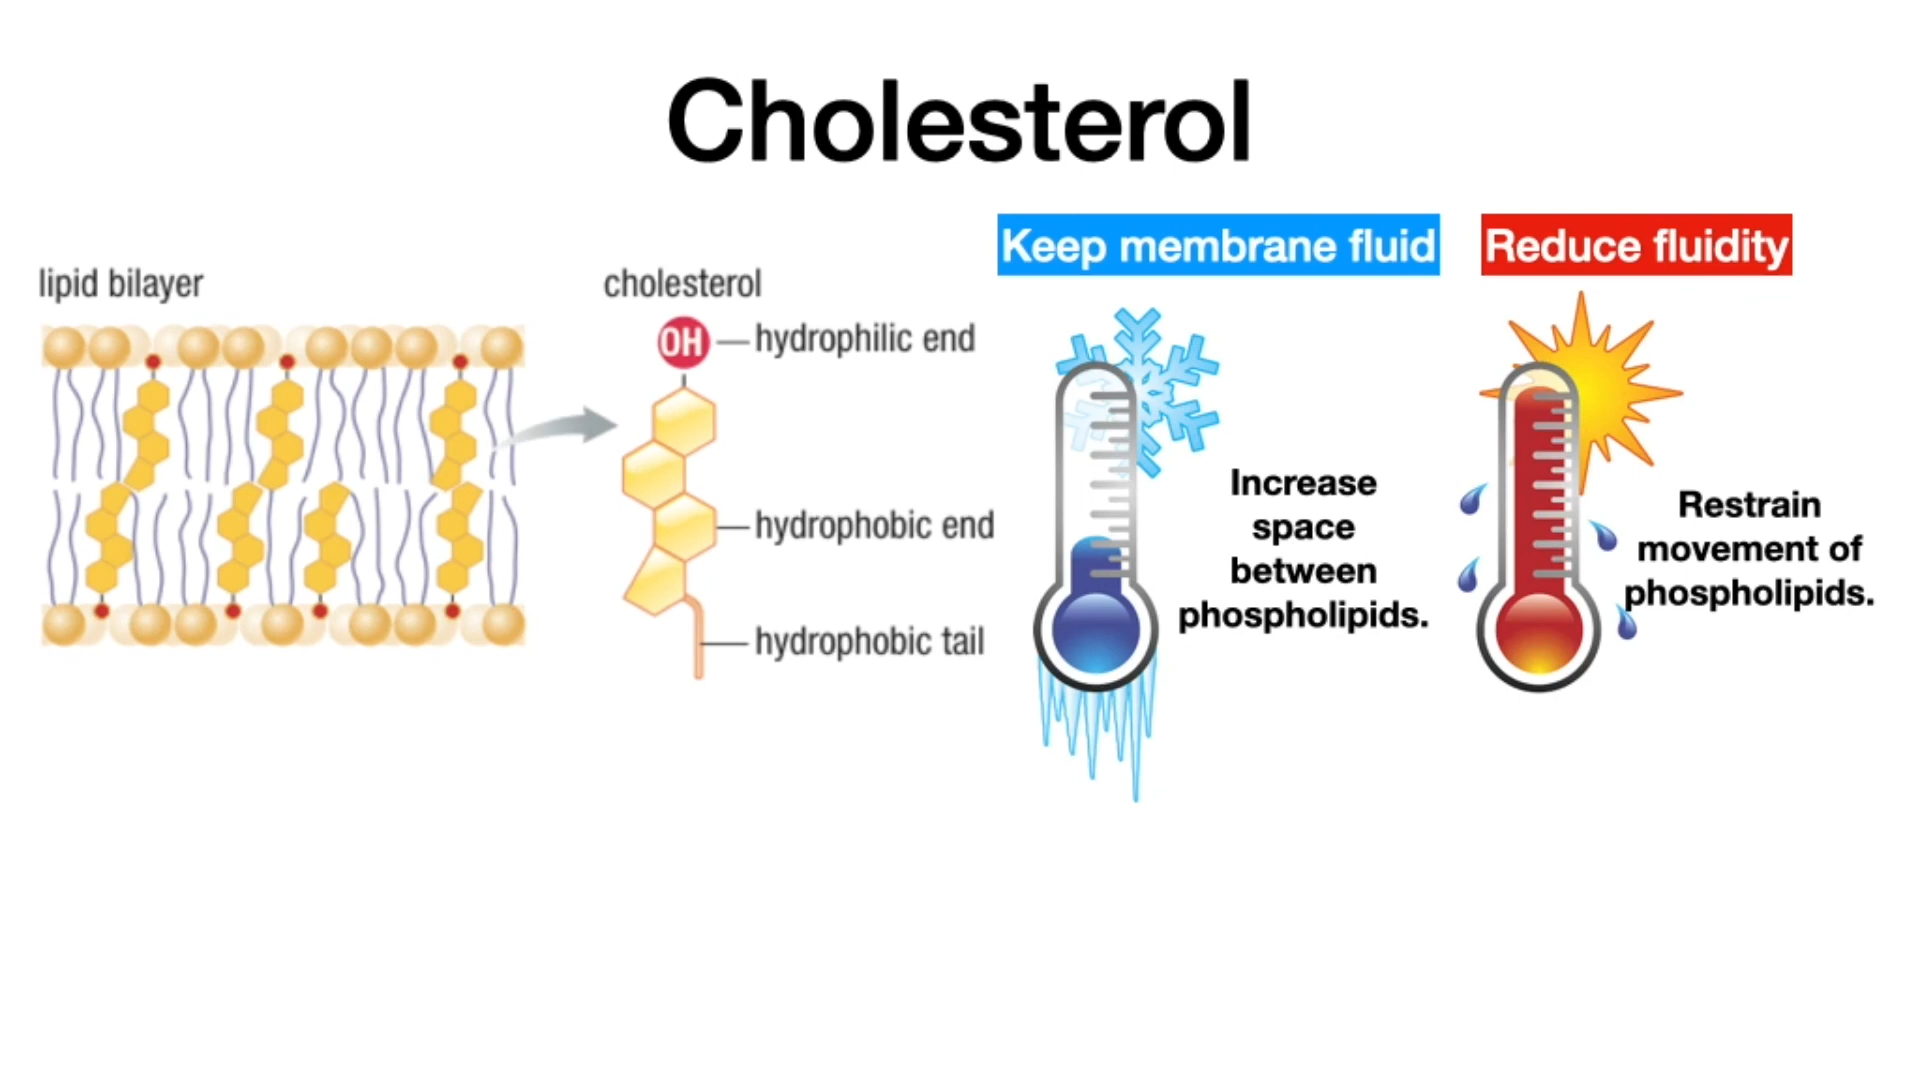 Cholesterol
Keep membrane fluid
Reduce fluidity
lipid bilayer
cholesterol
OH
hydrophilic end
hydrophobic end
hydrophobic tail
Increase
space
between
phospholipids.
Restrain
movement of
phospholipids.